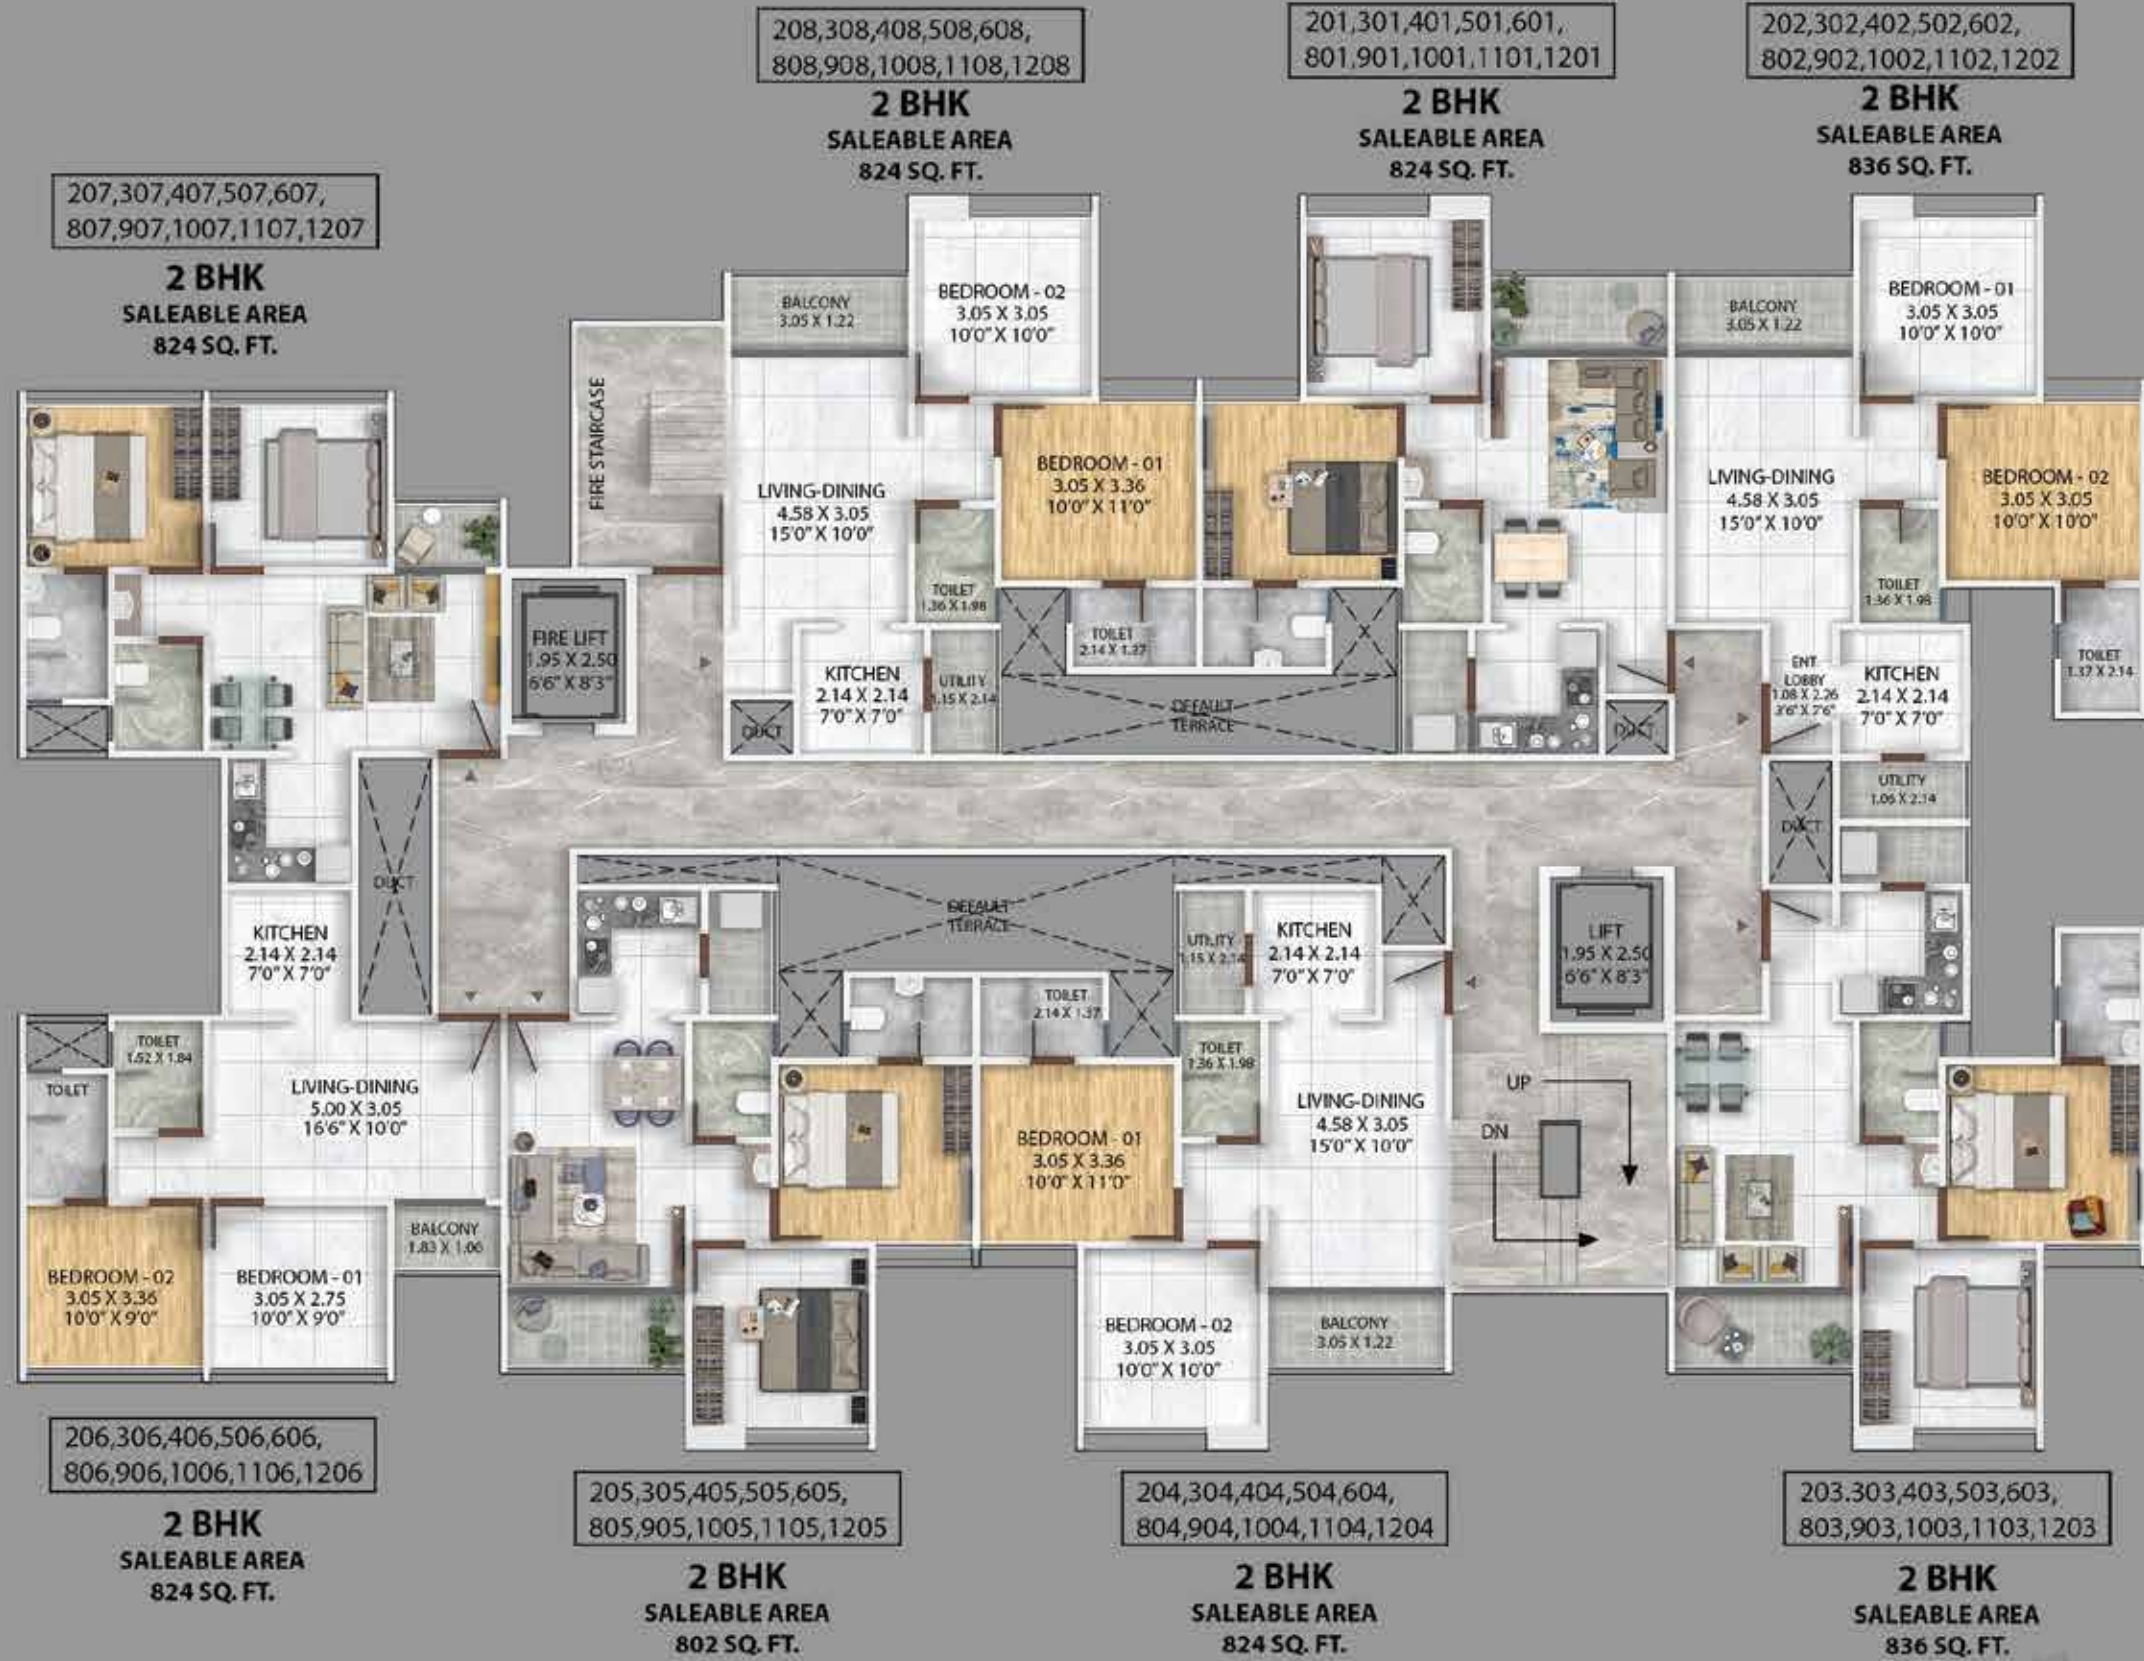 208,308,408,508,608,
808,908,1008,1108,1208
2 BHK
SALEABLE AREA
824 SQ. FT.
201,301,401,501,601,
801,901,1001,1101,1201
2 BHK
SALEABLE AREA
824 SQ. FT.
202,302,402,502,602,
802,902,1002,1102,1202
2 BHK
SALEABLE AREA
836 SQ. FT.
207,307,407,507,607,
807,907,1007,1107,1207
2 BHK
SALEABLE AREA
824 SQ. FT.
FIRE STAIRCASE
FIRE LIFT
1.95 X 2.50
6'6" X 8'3"
BALCONY
3.05 X 1.22
BEDROOM - 02
3.05 X 3.05
10'0" X 10'0"
LIVING-DINING
4.58 X 3.05
15'0" X 10'0"
BEDROOM - 01
3.05 X 3.36
10'0" X 11'0"
TOILET
1.36 X 1.98
TOILET
2.14 X 1.37
KITCHEN
2.14 X 2.14
7'0" X 7'0"
UTILITY
1.15 X 2.14
DUCT
DEFAULT
TERRACE
DUCT
BALCONY
3.05 X 1.22
BEDROOM - 01
3.05 X 3.05
10'0" X 10'0"
LIVING-DINING
4.58 X 3.05
15'0" X 10'0"
BEDROOM - 02
3.05 X 3.05
10'0" X 10'0"
TOILET
1.36 X 1.98
TOILET
1.37 X 2.14
ENT
LOBBY
1.08 X 2.26
3'6" X 7'6"
KITCHEN
2.14 X 2.14
7'0" X 7'0"
UTILITY
1.06 X 2.14
DUCT
DUCT
KITCHEN
2.14 X 2.14
7'0" X 7'0"
TOILET
1.52 X 1.84
TOILET
LIVING-DINING
5.00 X 3.05
16'6" X 10'0"
BEDROOM - 02
3.05 X 3.36
10'0" X 9'0"
BEDROOM - 01
3.05 X 2.75
10'0" X 9'0"
BALCONY
1.83 X 1.06
DEFAULT
TERRACE
UTILITY
1.15 X 2.14
KITCHEN
2.14 X 2.14
7'0" X 7'0"
TOILET
2.14 X 1.37
TOILET
1.36 X 1.98
BEDROOM - 01
3.05 X 3.36
10'0" X 11'0"
LIVING-DINING
4.58 X 3.05
15'0" X 10'0"
BEDROOM - 02
3.05 X 3.05
10'0" X 10'0"
BALCONY
3.05 X 1.22
LIFT
1.95 X 2.50
6'6" X 8'3"
UP
DN
206,306,406,506,606,
806,906,1006,1106,1206
2 BHK
SALEABLE AREA
824 SQ. FT.
205,305,405,505,605,
805,905,1005,1105,1205
2 BHK
SALEABLE AREA
802 SQ. FT.
204,304,404,504,604,
804,904,1004,1104,1204
2 BHK
SALEABLE AREA
824 SQ. FT.
203.303,403,503,603,
803,903,1003,1103,1203
2 BHK
SALEABLE AREA
836 SQ. FT.